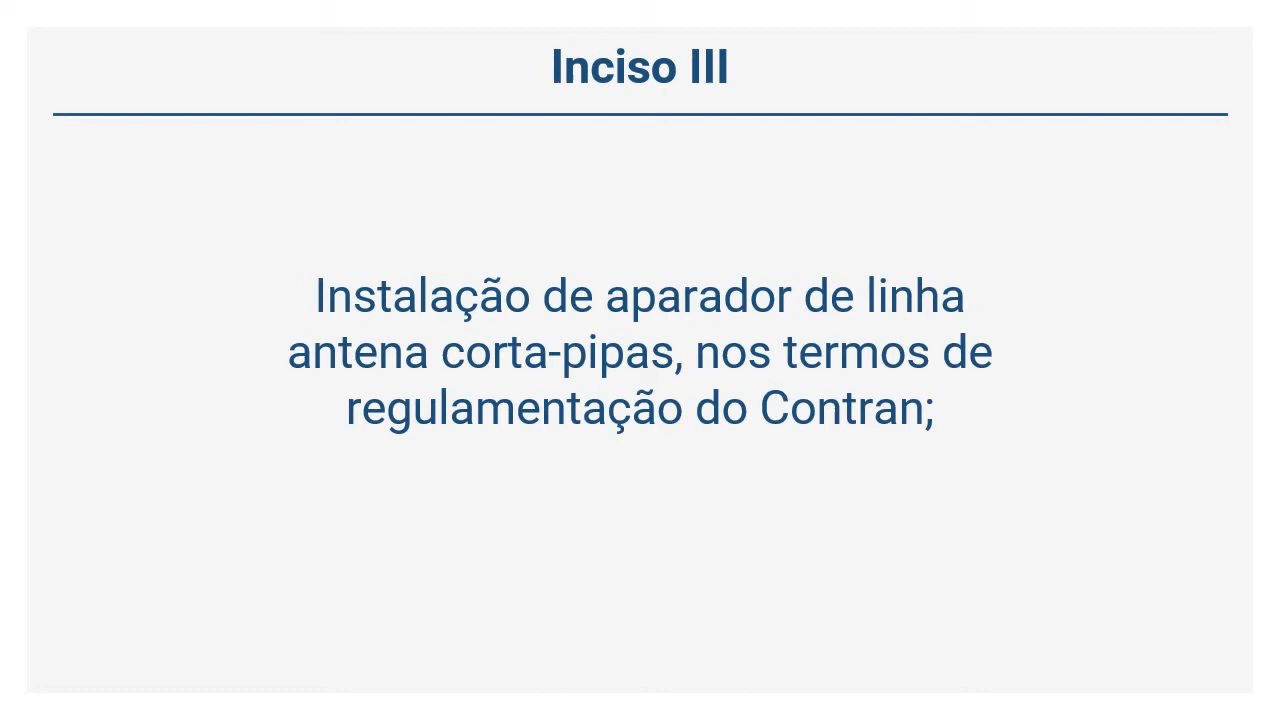 Inciso III
Instalação de aparador de linha
antena corta-pipas, nos termos de
regulamentação do Contran;